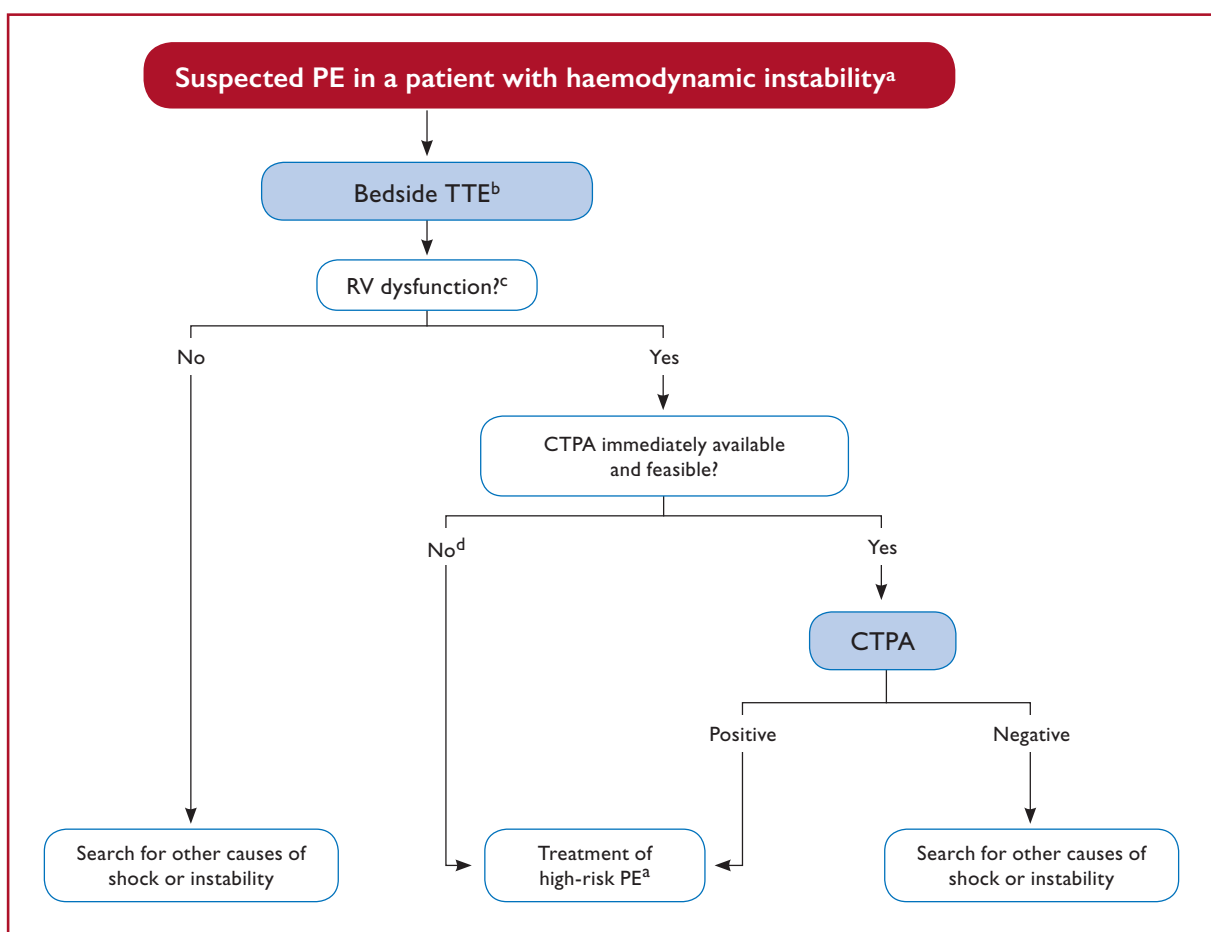 Suspected PE in a patient with haemodynamic instabilityᵃ
Bedside TTEᵇ
RV dysfunction?ᶜ
No
Yes
CTPA immediately available
and feasible?
Noᵈ
Yes
CTPA
Positive
Negative
Search for other causes of
shock or instability
Treatment of
high-risk PEᵃ
Search for other causes of
shock or instability